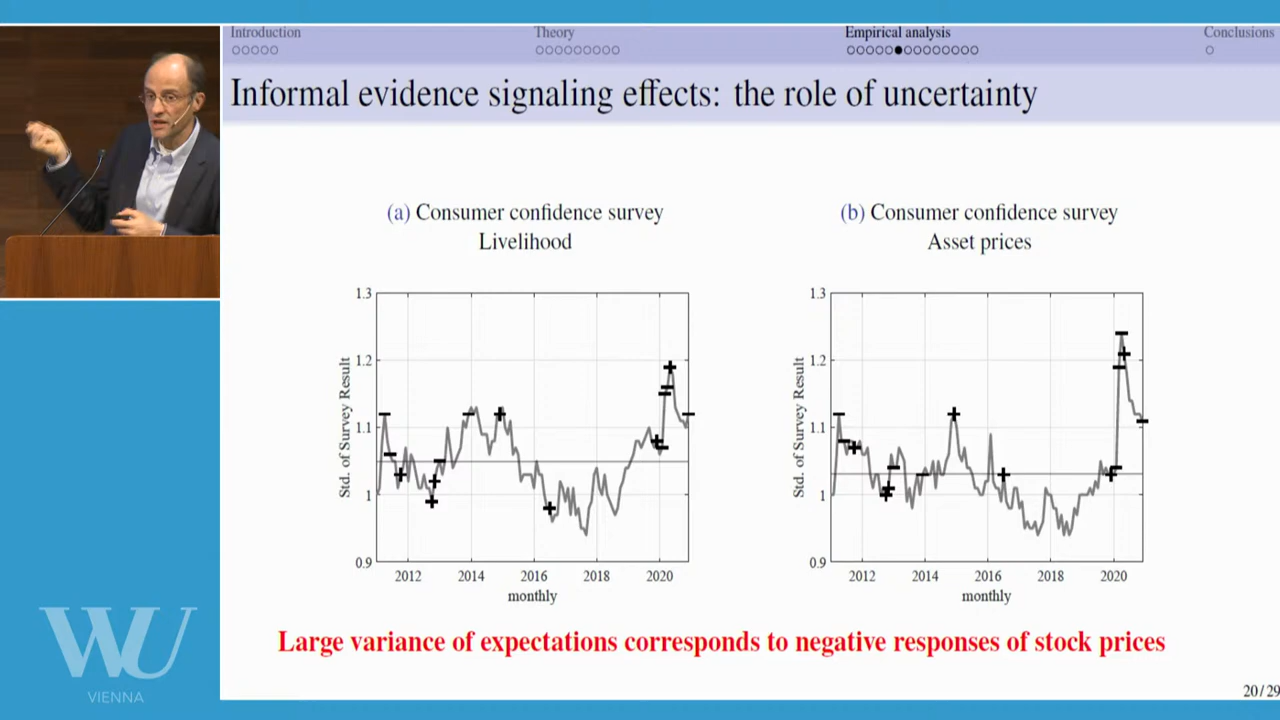 Introduction
Theory
Empirical analysis
Conclusions
Informal evidence signaling effects: the role of uncertainty
(a) Consumer confidence survey
Livelihood
1.3
1.2
1.1
1
0.9
Std. of Survey Result
2012 2014 2016 2018 2020
monthly
(b) Consumer confidence survey
Asset prices
1.3
1.2
1.1
1
0.9
Std. of Survey Result
2012 2014 2016 2018 2020
monthly
Large variance of expectations corresponds to negative responses of stock prices
WU
VIENNA
20 / 29